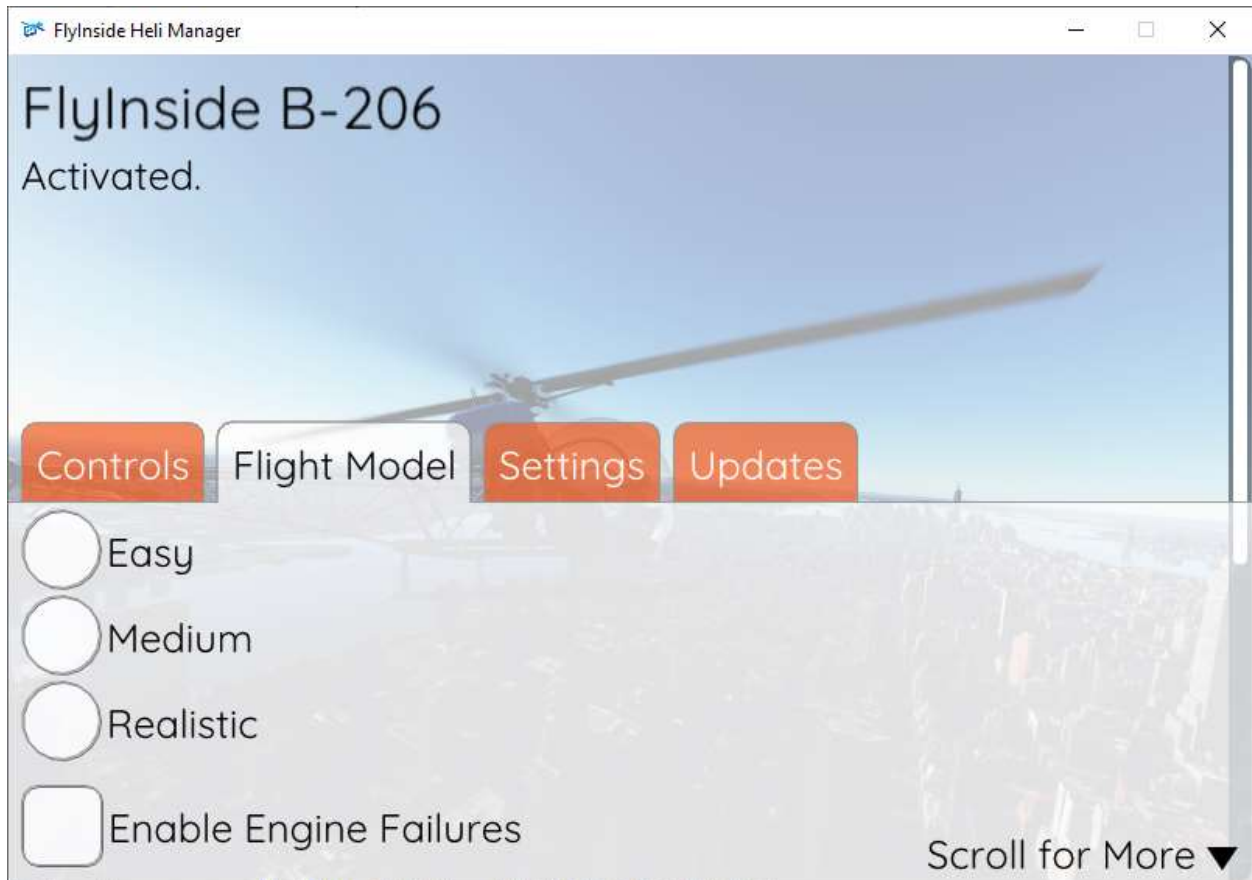 FlyInside Heli Manager
FlyInside B-206
Activated.
Controls Flight Model Settings Updates
Easy
Medium
Realistic
Enable Engine Failures
Scroll for More ▼